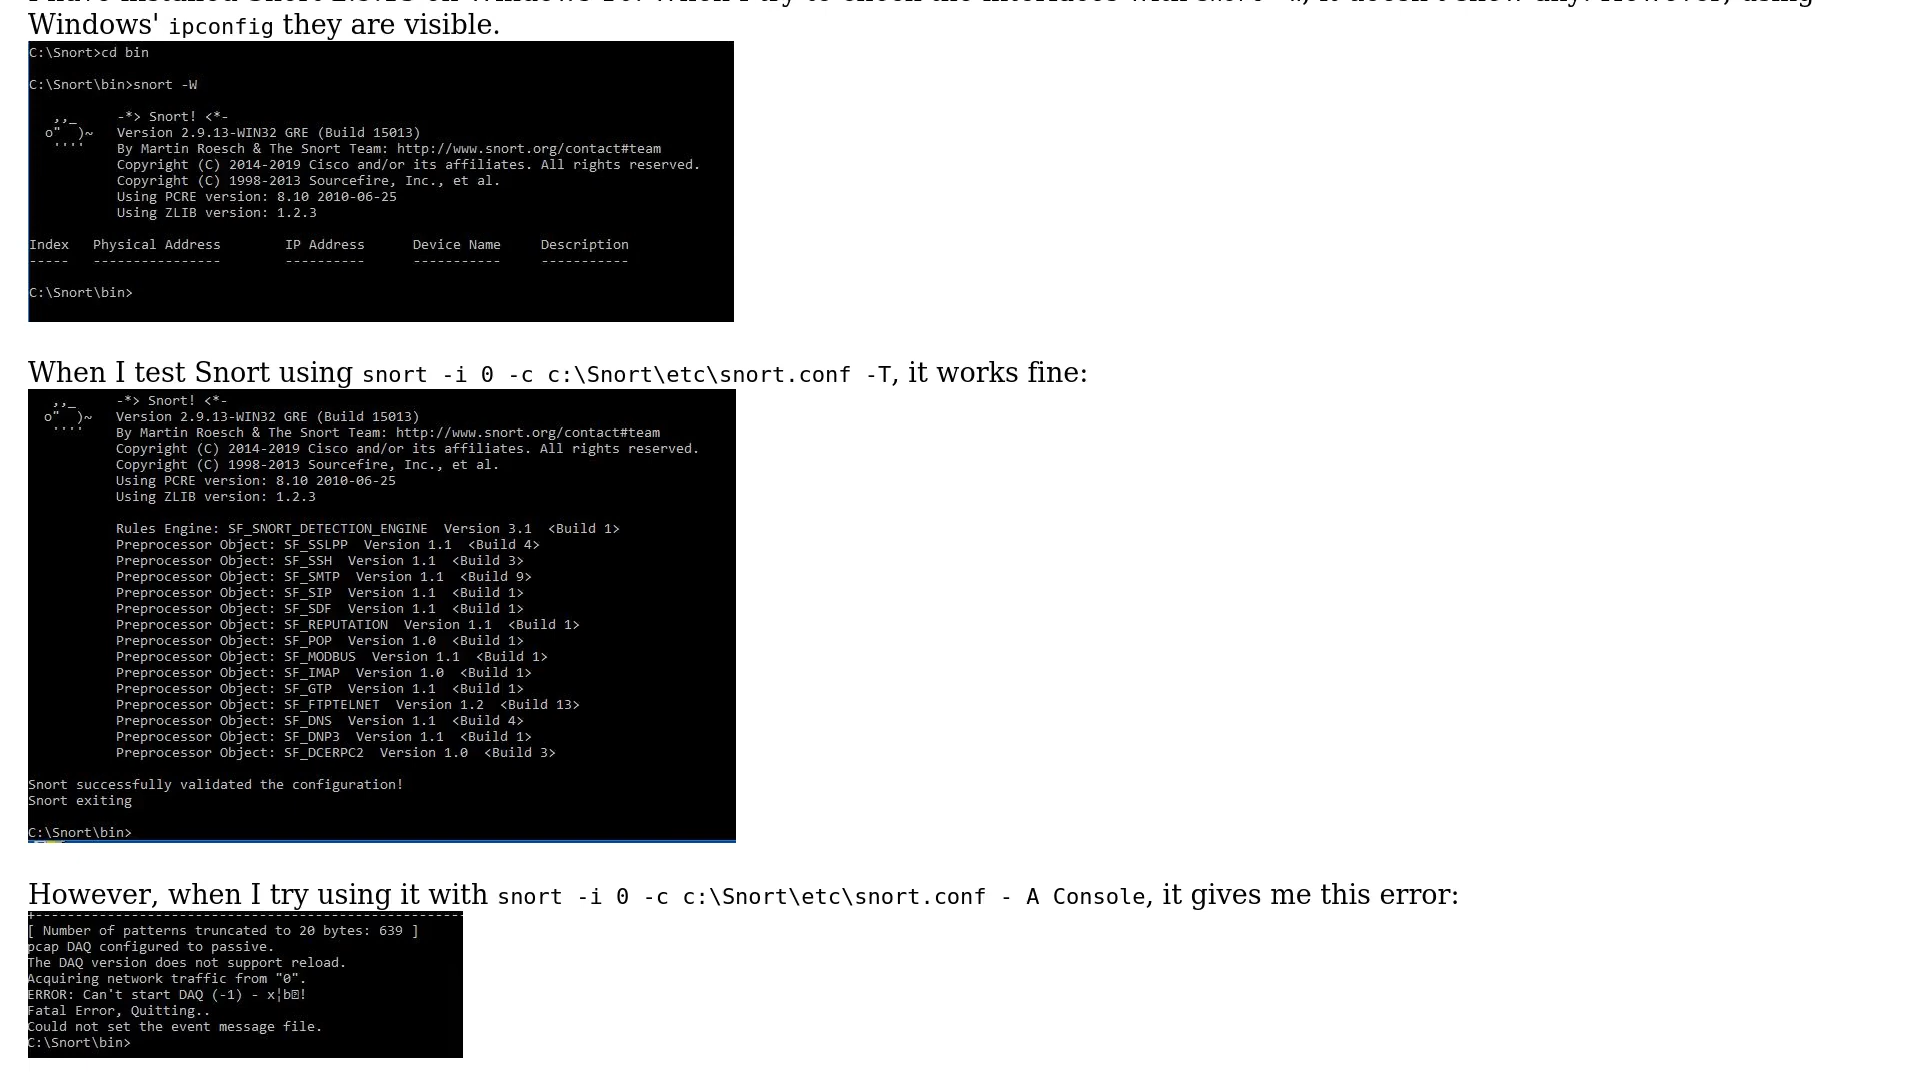 Windows' ipconfig they are visible.
C:\Snort>cd bin
C:\Snort\bin>snort -W
,,_     -*> Snort! <*-
o"  )~   Version 2.9.13-WIN32 GRE (Build 15013)
''''    By Martin Roesch & The Snort Team: http://www.snort.org/contact#team
Copyright (C) 2014-2019 Cisco and/or its affiliates. All rights reserved.
Copyright (C) 1998-2013 Sourcefire, Inc., et al.
Using PCRE version: 8.10 2010-06-25
Using ZLIB version: 1.2.3
Index   Physical Address        IP Address      Device Name     Description
-----   ----------------        ----------      -----------     -----------
C:\Snort\bin>
When I test Snort using snort -i 0 -c c:\Snort\etc\snort.conf -T, it works fine:
,,_     -*> Snort! <*-
o"  )~   Version 2.9.13-WIN32 GRE (Build 15013)
''''    By Martin Roesch & The Snort Team: http://www.snort.org/contact#team
Copyright (C) 2014-2019 Cisco and/or its affiliates. All rights reserved.
Copyright (C) 1998-2013 Sourcefire, Inc., et al.
Using PCRE version: 8.10 2010-06-25
Using ZLIB version: 1.2.3
Rules Engine: SF_SNORT_DETECTION_ENGINE  Version 3.1  <Build 1>
Preprocessor Object: SF_SSLPP  Version 1.1  <Build 4>
Preprocessor Object: SF_SSH  Version 1.1  <Build 3>
Preprocessor Object: SF_SMTP  Version 1.1  <Build 9>
Preprocessor Object: SF_SIP  Version 1.1  <Build 1>
Preprocessor Object: SF_SDF  Version 1.1  <Build 1>
Preprocessor Object: SF_REPUTATION  Version 1.1  <Build 1>
Preprocessor Object: SF_POP  Version 1.0  <Build 1>
Preprocessor Object: SF_MODBUS  Version 1.1  <Build 1>
Preprocessor Object: SF_IMAP  Version 1.0  <Build 1>
Preprocessor Object: SF_GTP  Version 1.1  <Build 1>
Preprocessor Object: SF_FTPTELNET  Version 1.2  <Build 13>
Preprocessor Object: SF_DNS  Version 1.1  <Build 4>
Preprocessor Object: SF_DNP3  Version 1.1  <Build 1>
Preprocessor Object: SF_DCERPC2  Version 1.0  <Build 3>
Snort successfully validated the configuration!
Snort exiting
C:\Snort\bin>
However, when I try using it with snort -i 0 -c c:\Snort\etc\snort.conf - A Console, it gives me this error:
[ Number of patterns truncated to 20 bytes: 639 ]
pcap DAQ configured to passive.
The DAQ version does not support reload.
Acquiring network traffic from "0".
ERROR: Can't start DAQ (-1) - x¦b⍰!
Fatal Error, Quitting..
Could not set the event message file.
C:\Snort\bin>